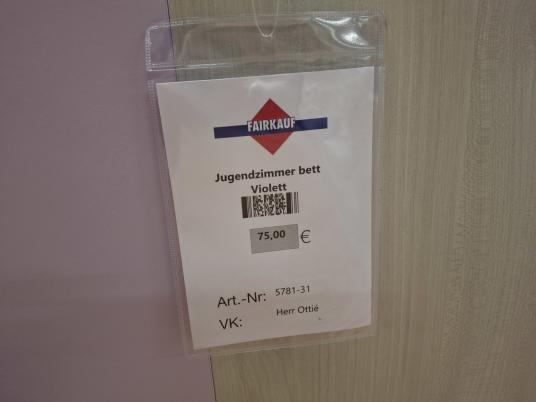 FAIRKAUF
Jugendzimmer bett
Violett
75,00 €
Art.-Nr: 5781-31
VK: Herr Ottié